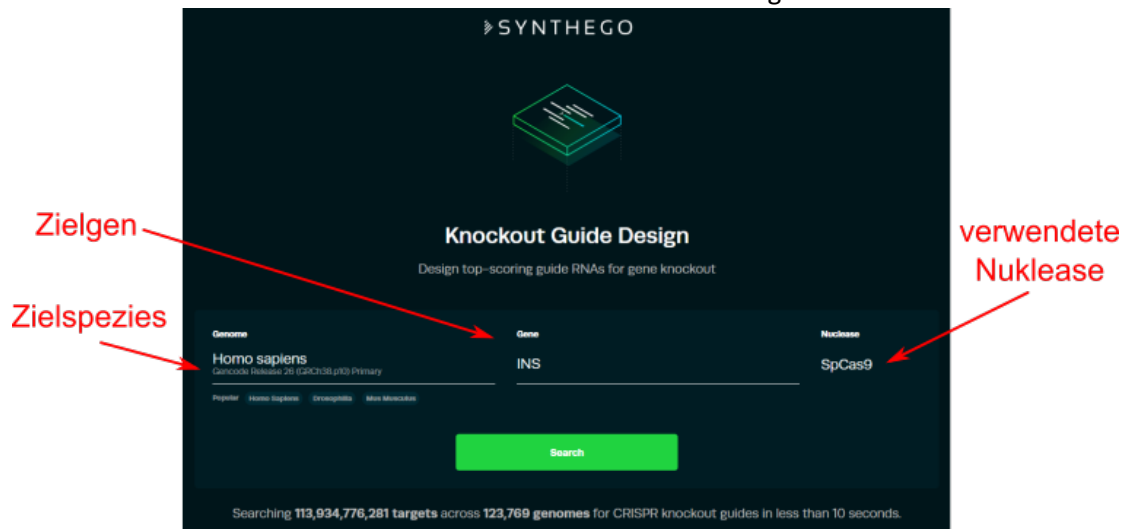 SYNTHEGO
Zielgen
Knockout Guide Design
verwendete
Nuklease
Design top-scoring guide RNAs for gene knockout
Zielspezies
Genome
Gene
Nuclease
Homo sapiens
INS
SpCas9
Gencode Release 26 (GRCh38.p10) Primary
Popular Homo Sapiens Drosophilia Mus Musculus
Search
Searching 113,934,776,281 targets across 123,769 genomes for CRISPR knockout guides in less than 10 seconds.